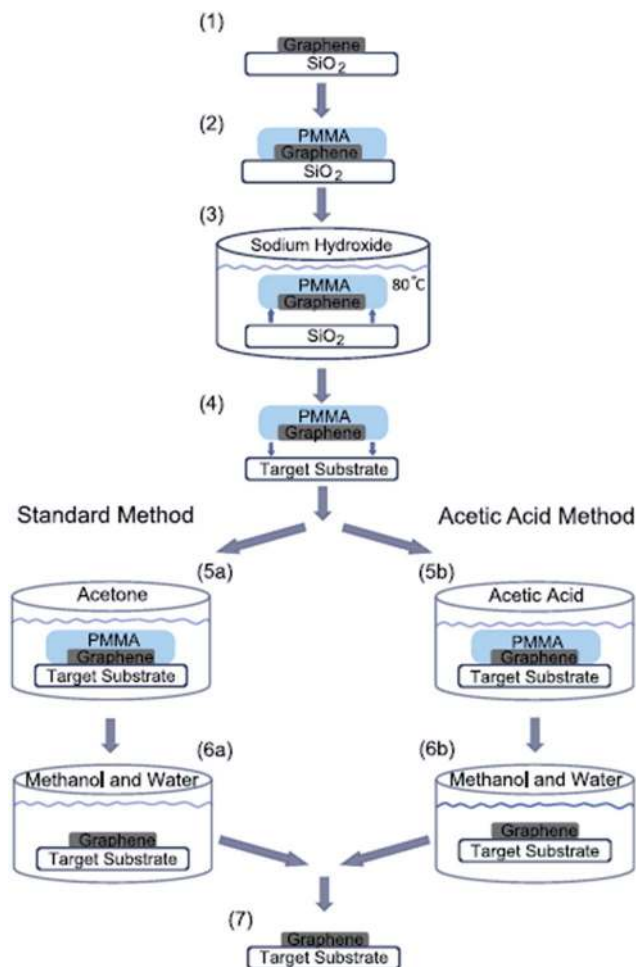 (1)
Graphene
SiO2
(2)
PMMA
Graphene
SiO2
(3)
Sodium Hydroxide
PMMA
80°C
Graphene
SiO2
(4)
PMMA
Graphene
Target Substrate
Standard Method
Acetic Acid Method
(5a)
Acetone
PMMA
Graphene
Target Substrate
(5b)
Acetic Acid
PMMA
Graphene
Target Substrate
(6a)
Methanol and Water
Graphene
Target Substrate
(6b)
Methanol and Water
Graphene
Target Substrate
(7)
Graphene
Target Substrate